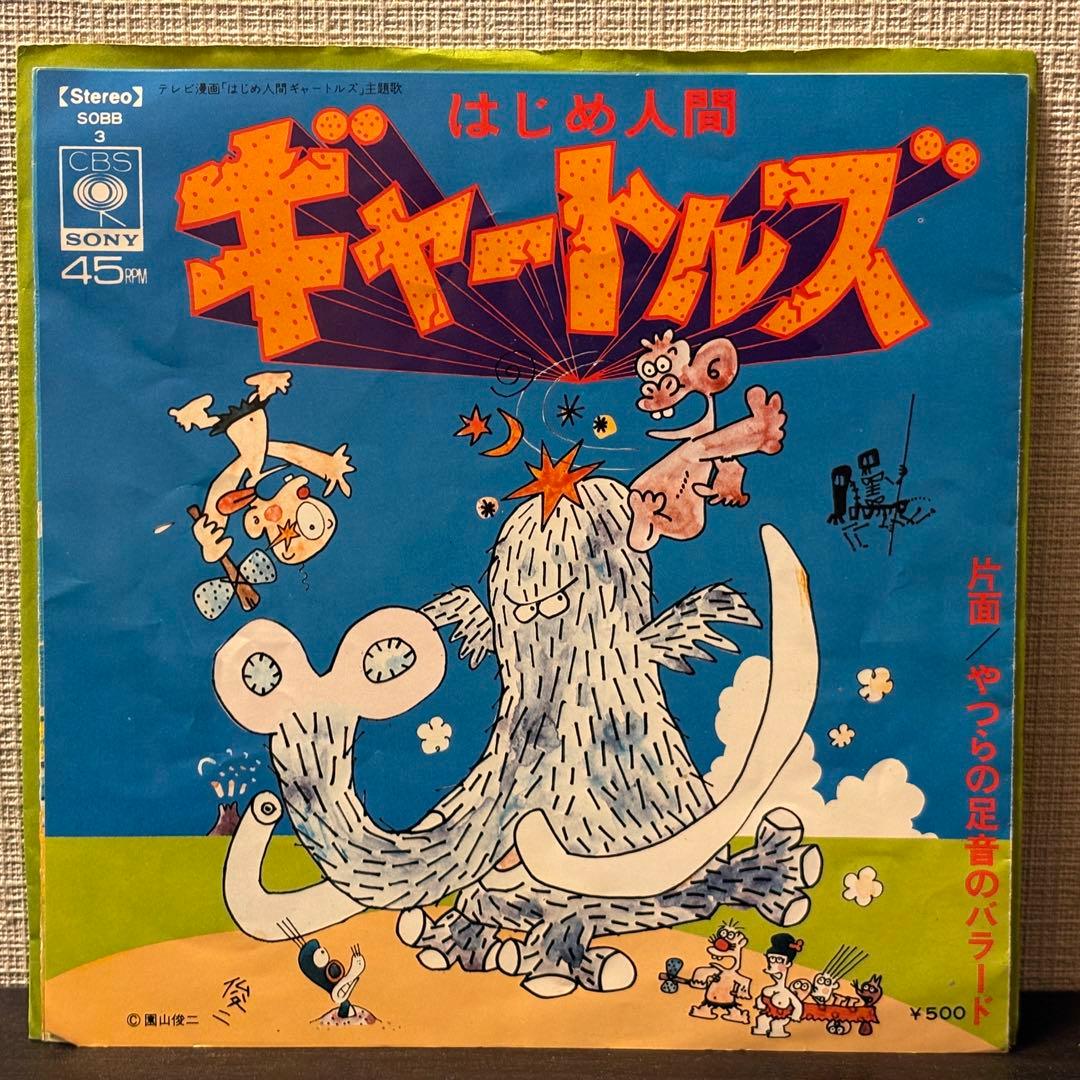 【Stereo】
SOBB
3
CBS
SONY
45RPM
テレビ漫画「はじめ人間ギャートルズ」主題歌
はじめ人間
ギャートルズ
片面/やつらの足音のバラード
俊二
©園山俊二
¥500